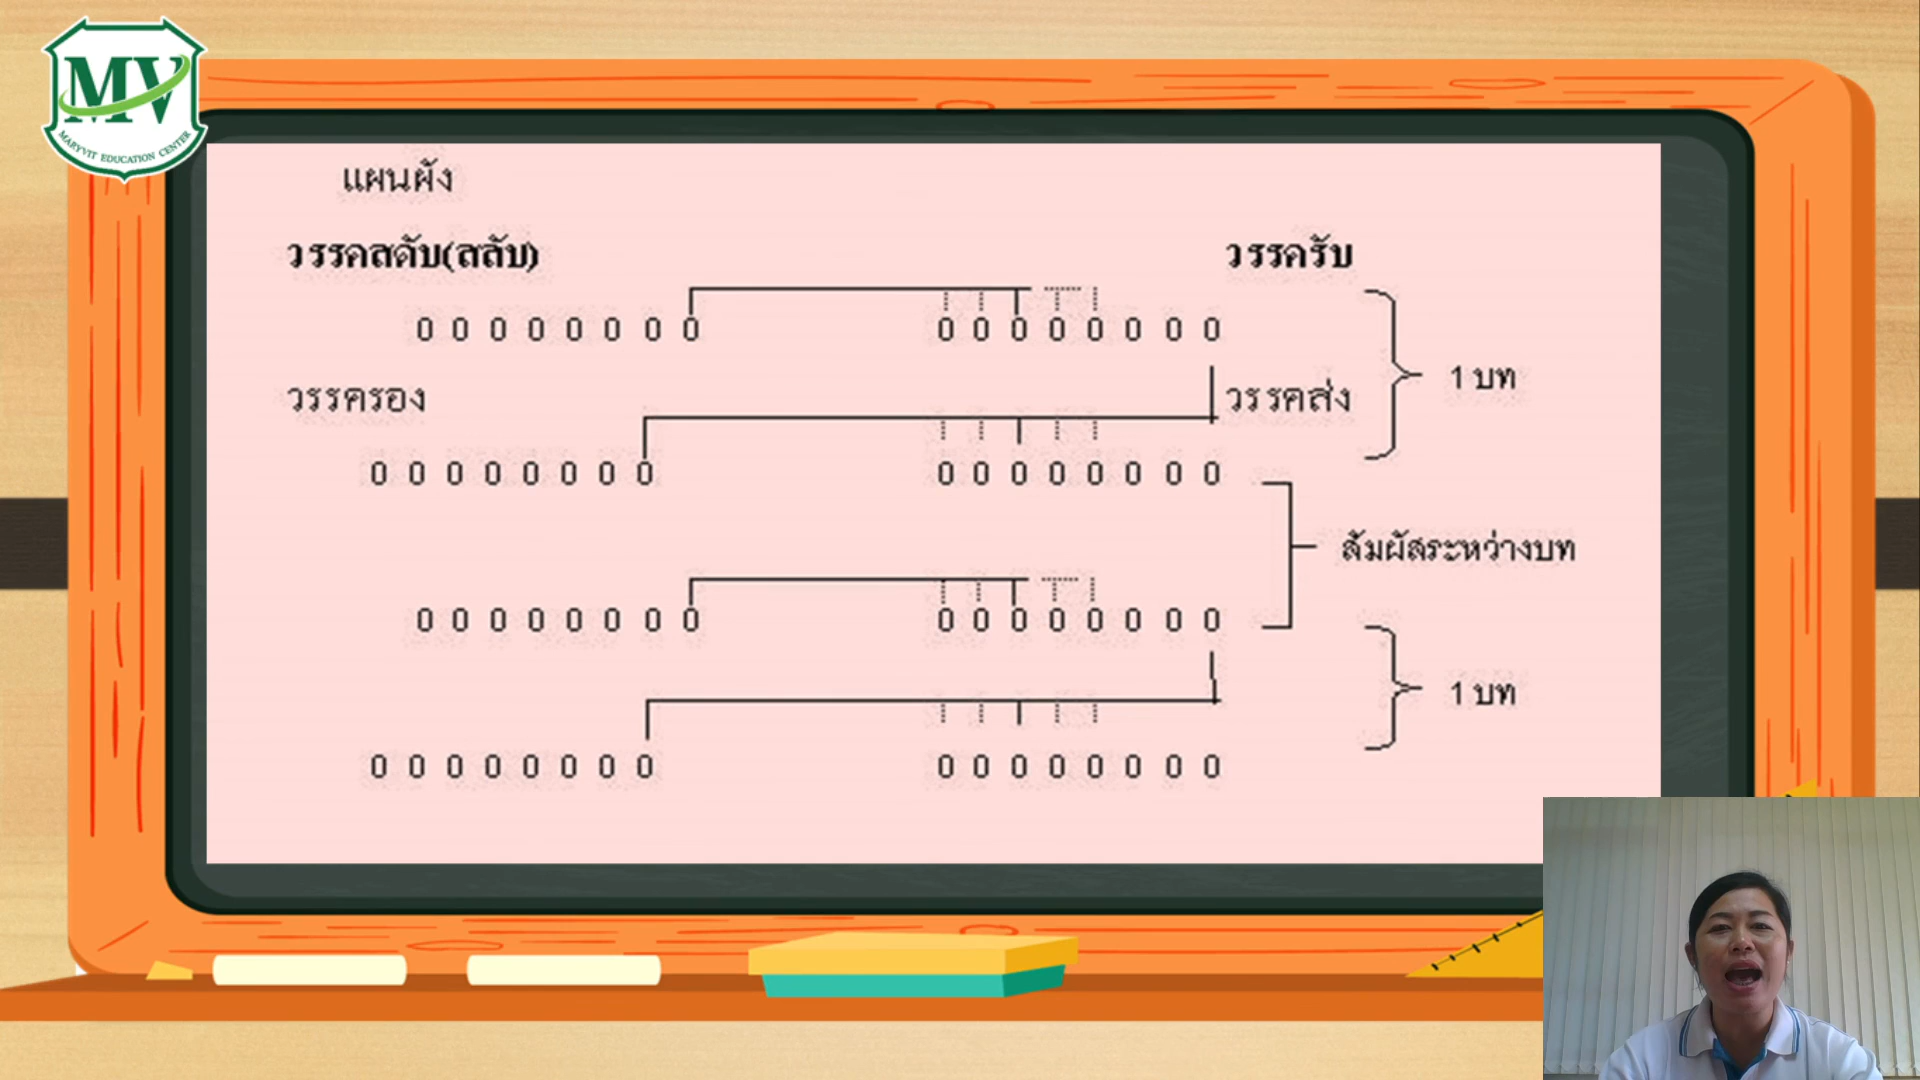 MV
MARYVIT EDUCATION CENTER
แผนผัง
วรรคสดับ(สลับ) วรรครับ
0 0 0 0 0 0 0 0 0 0 0 0 0 0 0 0
1 บท
วรรครอง วรรคส่ง
0 0 0 0 0 0 0 0 0 0 0 0 0 0 0 0
สัมผัสระหว่างบท
0 0 0 0 0 0 0 0 0 0 0 0 0 0 0 0
1 บท
0 0 0 0 0 0 0 0 0 0 0 0 0 0 0 0